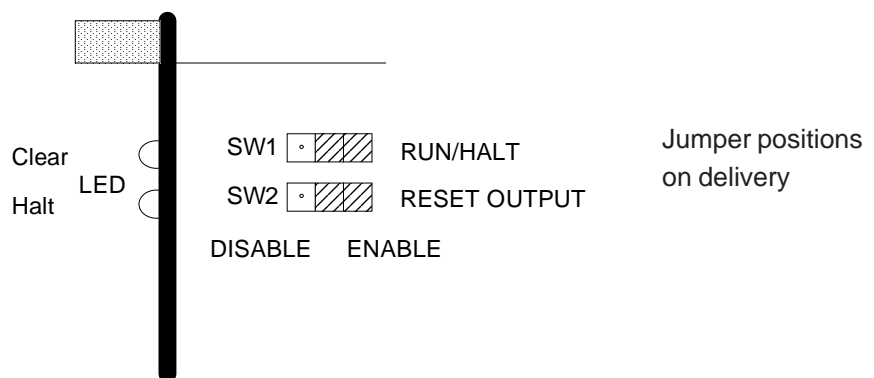 Clear
LED
Halt
SW1 RUN/HALT
SW2 RESET OUTPUT
DISABLE ENABLE
Jumper positions
on delivery